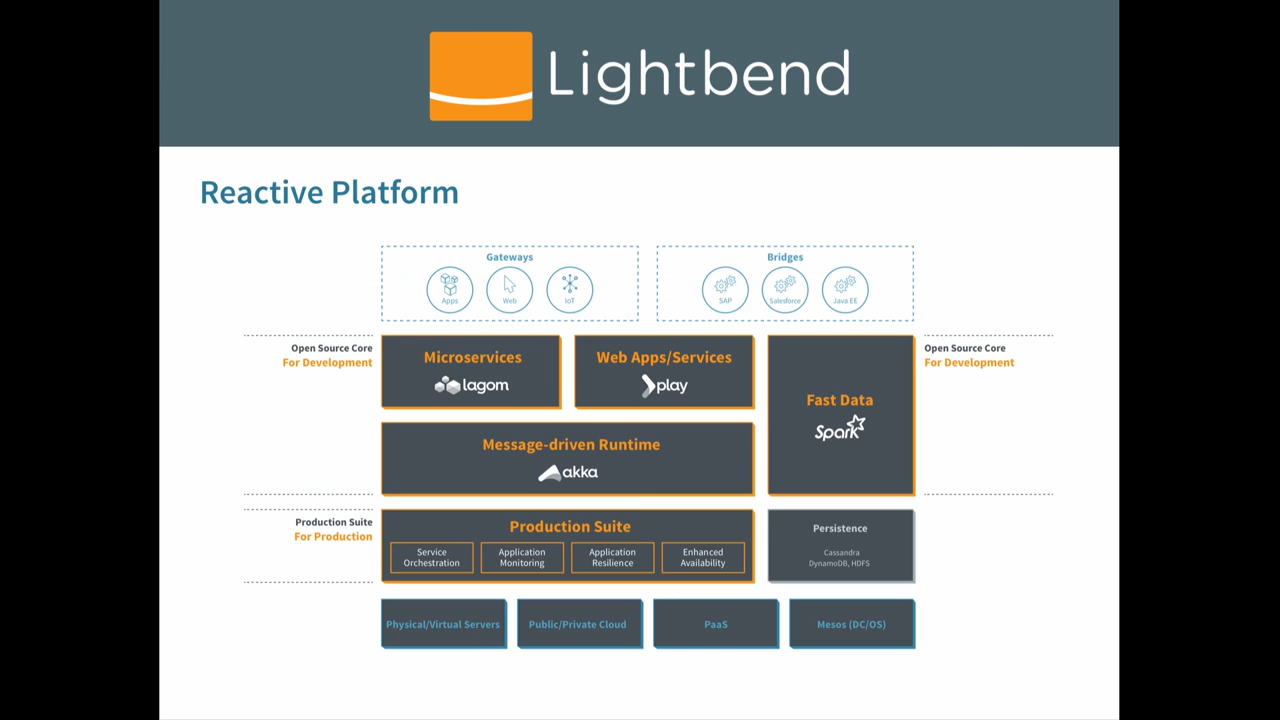 Lightbend
Reactive Platform
Gateways
Apps
Web
IoT
Bridges
SAP
Salesforce
Java EE
Open Source Core
For Development
Microservices
lagom
Web Apps/Services
play
Fast Data
Spark
Open Source Core
For Development
Message-driven Runtime
akka
Production Suite
For Production
Production Suite
Service
Orchestration
Application
Monitoring
Application
Resilience
Enhanced
Availability
Persistence
Cassandra
DynamoDB, HDFS
Physical/Virtual Servers
Public/Private Cloud
PaaS
Mesos (DC/OS)